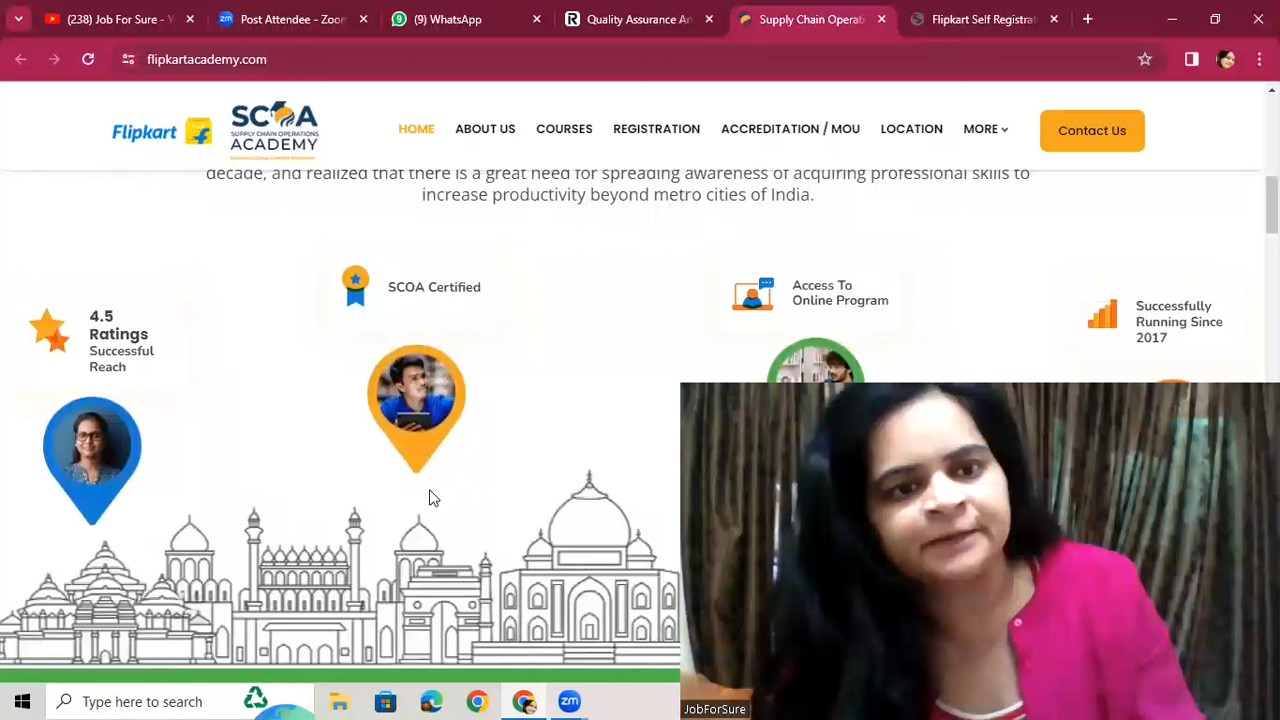 (238) Job For Sure - Y
Post Attendee - Zoom
(9) WhatsApp
Quality Assurance An
Supply Chain Operat
Flipkart Self Registrat
flipkartacademy.com
Flipkart
SCOA
SUPPLY CHAIN OPERATIONS
ACADEMY
HOME
ABOUT US
COURSES
REGISTRATION
ACCREDITATION / MOU
LOCATION
MORE
Contact Us
decade, and realized that there is a great need for spreading awareness of acquiring professional skills to
increase productivity beyond metro cities of India.
4.5
Ratings
Successful
Reach
SCOA Certified
Access To
Online Program
Successfully
Running Since
2017
Type here to search
zm
JobForSure